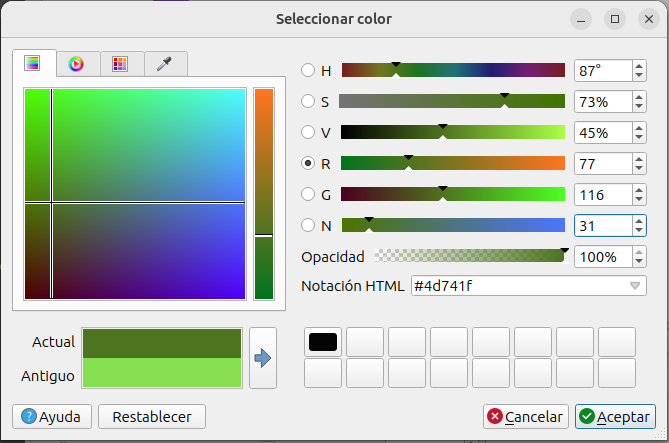 Seleccionar color
H 87°
S 73%
V 45%
R 77
G 116
N 31
Opacidad 100%
Notación HTML #4d741f
Actual
Antiguo
Ayuda Restablecer Cancelar Aceptar